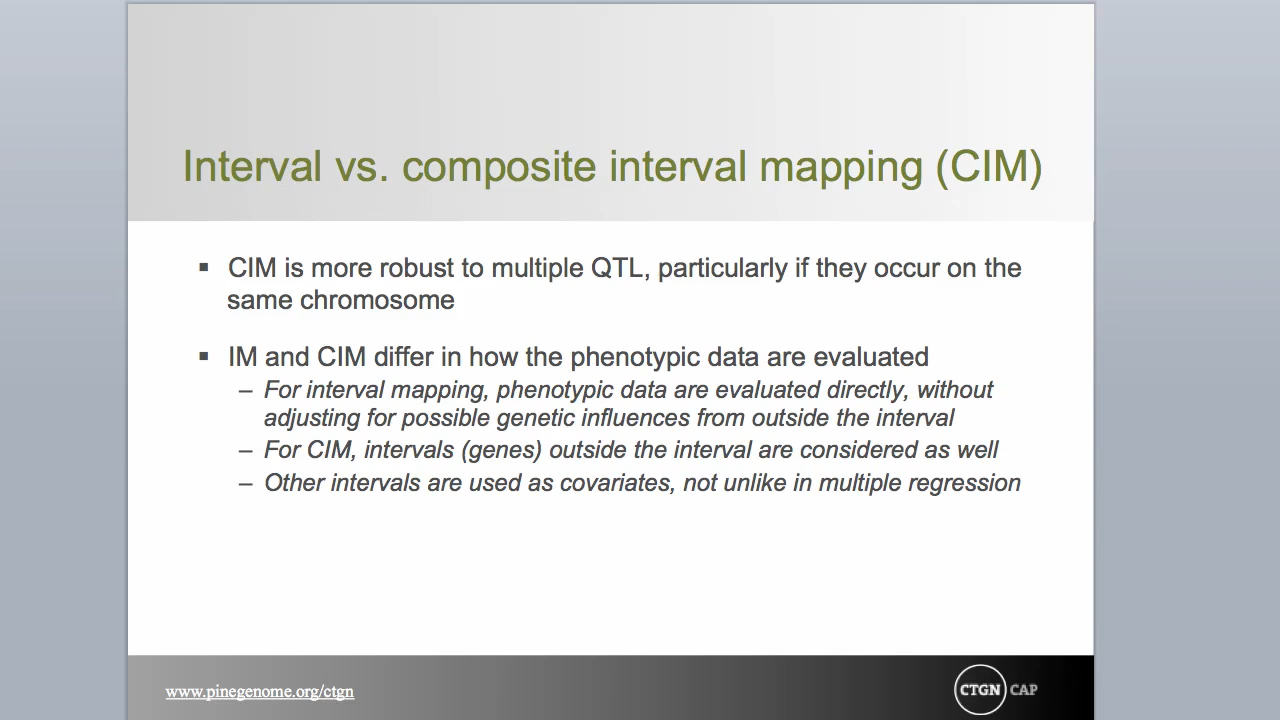 Interval vs. composite interval mapping (CIM)
▪ CIM is more robust to multiple QTL, particularly if they occur on the
same chromosome
▪ IM and CIM differ in how the phenotypic data are evaluated
– For interval mapping, phenotypic data are evaluated directly, without
adjusting for possible genetic influences from outside the interval
– For CIM, intervals (genes) outside the interval are considered as well
– Other intervals are used as covariates, not unlike in multiple regression
www.pinegenome.org/ctgn
CTGN CAP